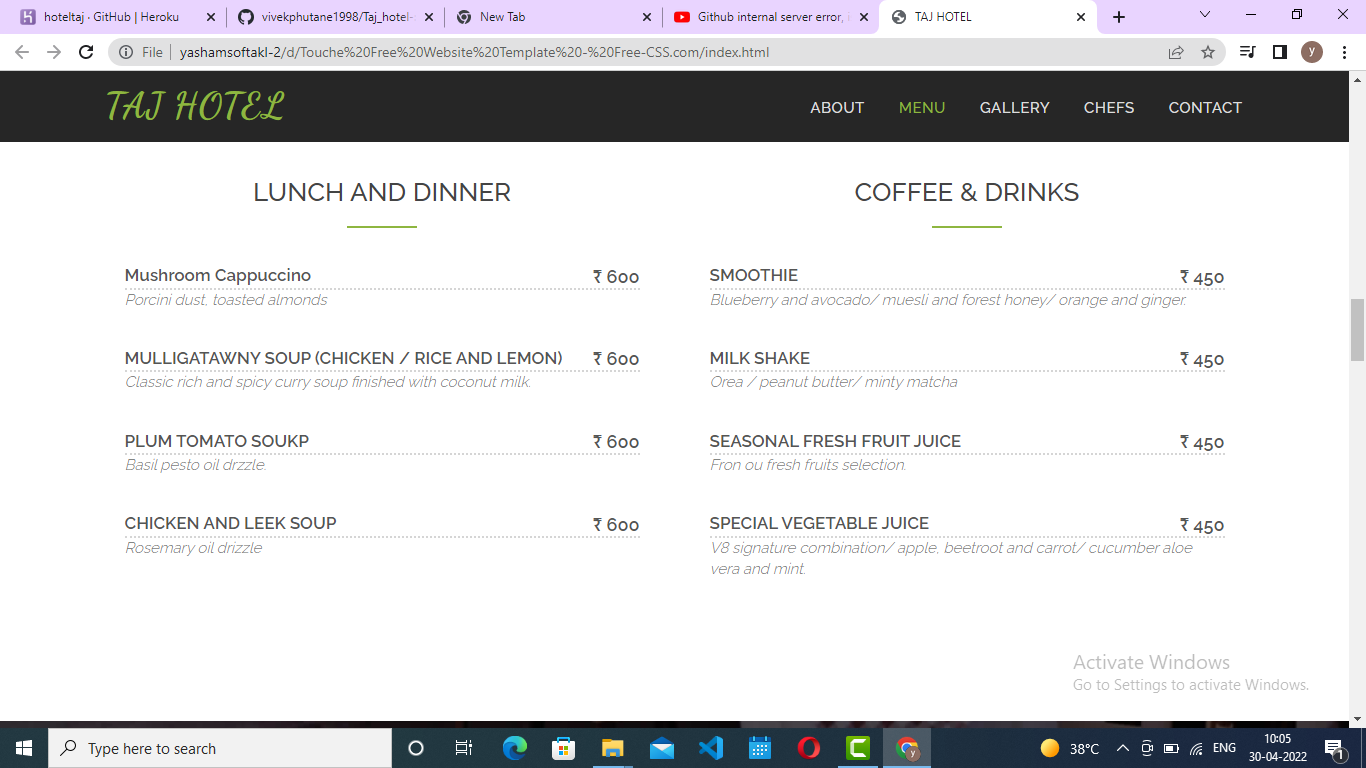 hoteltaj · GitHub | Heroku
vivekphutane1998/Taj_hotel-
New Tab
Github internal server error, i
TAJ HOTEL
File | yashamsoftakl-2/d/Touche%20Free%20Website%20Template%20-%20Free-CSS.com/index.html
y
TAJ HOTEL
ABOUT MENU GALLERY CHEFS CONTACT
LUNCH AND DINNER
Mushroom Cappuccino ₹ 600
Porcini dust, toasted almonds
MULLIGATAWNY SOUP (CHICKEN / RICE AND LEMON) ₹ 600
Classic rich and spicy curry soup finished with coconut milk.
PLUM TOMATO SOUKP ₹ 600
Basil pesto oil drzzle.
CHICKEN AND LEEK SOUP ₹ 600
Rosemary oil drizzle
COFFEE & DRINKS
SMOOTHIE ₹ 450
Blueberry and avocado/ muesli and forest honey/ orange and ginger.
MILK SHAKE ₹ 450
Orea / peanut butter/ minty matcha
SEASONAL FRESH FRUIT JUICE ₹ 450
Fron ou fresh fruits selection.
SPECIAL VEGETABLE JUICE ₹ 450
V8 signature combination/ apple, beetroot and carrot/ cucumber aloe
vera and mint.
Activate Windows
Go to Settings to activate Windows.
Type here to search
y
38°C
ENG
10:05
30-04-2022
1